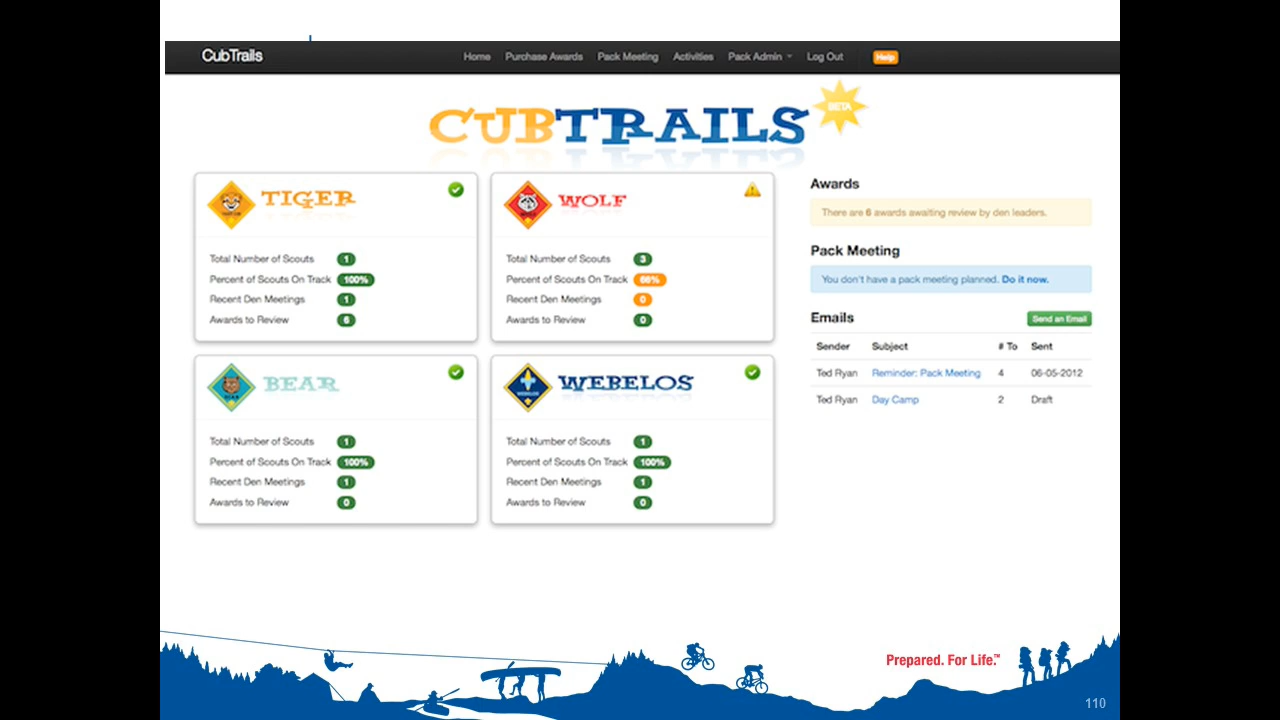 CubTrails
Home Purchase Awards Pack Meeting Activities Pack Admin Log Out Help
CUBTRAILS
BETA
TIGER
Total Number of Scouts 1
Percent of Scouts On Track 100%
Recent Den Meetings 1
Awards to Review 6
WOLF
Total Number of Scouts 3
Percent of Scouts On Track 66%
Recent Den Meetings 0
Awards to Review 0
BEAR
Total Number of Scouts 1
Percent of Scouts On Track 100%
Recent Den Meetings 1
Awards to Review 0
WEBELOS
WEBELOS
Total Number of Scouts 1
Percent of Scouts On Track 100%
Recent Den Meetings 1
Awards to Review 0
Awards
There are 6 awards awaiting review by den leaders.
Pack Meeting
You don't have a pack meeting planned. Do it now.
Emails Send an Email
Sender Subject # To Sent
Ted Ryan Reminder: Pack Meeting 4 06-05-2012
Ted Ryan Day Camp 2 Draft
Prepared. For Life.™
110